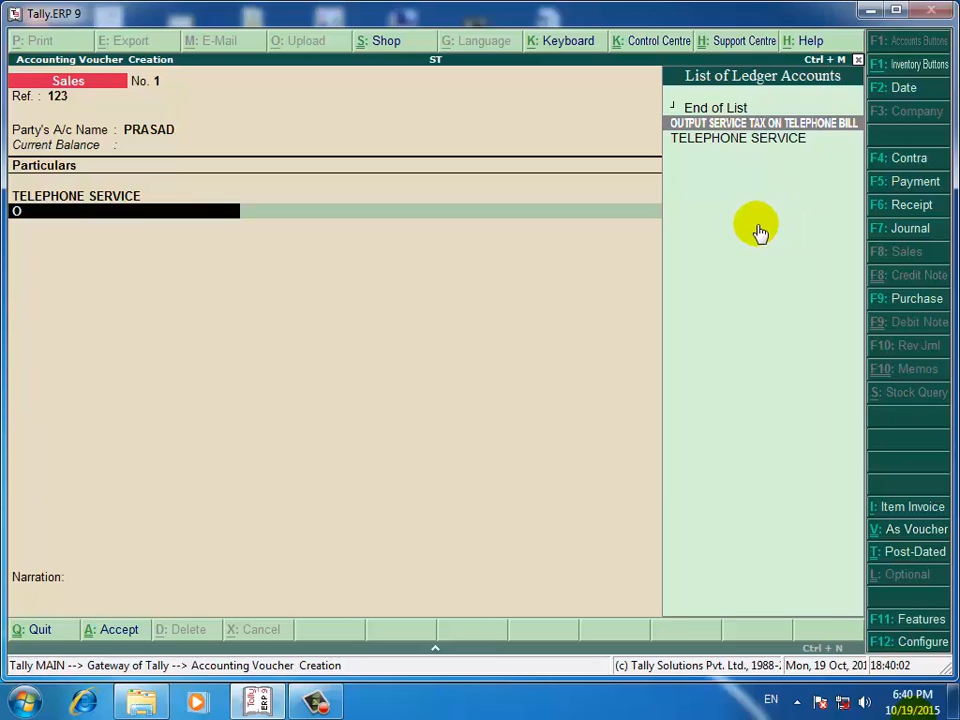 Tally.ERP 9
P: Print
E: Export
M: E-Mail
O: Upload
S: Shop
G: Language
K: Keyboard
K: Control Centre
H: Support Centre
H: Help
Accounting Voucher Creation
ST
Ctrl + M
Sales
No. 1
Ref. : 123
Party's A/c Name : PRASAD
Current Balance :
Particulars
TELEPHONE SERVICE
O
Narration:
List of Ledger Accounts
End of List
OUTPUT SERVICE TAX ON TELEPHONE BILL
TELEPHONE SERVICE
F1: Accounts Buttons
F1: Inventory Buttons
F2: Date
F3: Company
F4: Contra
F5: Payment
F6: Receipt
F7: Journal
F8: Sales
F8: Credit Note
F9: Purchase
F9: Debit Note
F10: Rev Jrnl
F10: Memos
S: Stock Query
I: Item Invoice
V: As Voucher
T: Post-Dated
L: Optional
F11: Features
F12: Configure
Q: Quit
A: Accept
D: Delete
X: Cancel
Ctrl + N
Tally MAIN --> Gateway of Tally --> Accounting Voucher Creation
(c) Tally Solutions Pvt. Ltd., 1988-
Mon, 19 Oct, 201
18:40:02
EN
6:40 PM
10/19/2015